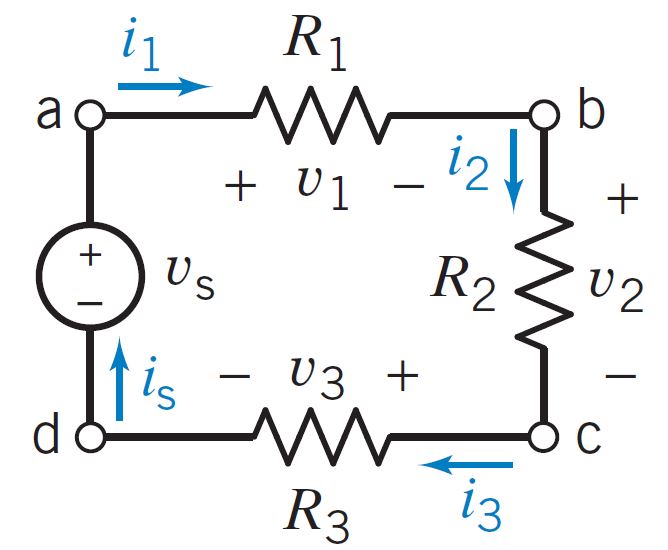 i1 R1
a b
+ v1 − i2
+
+ − vs R2 v2
is − v3 + −
d c
R3 i3